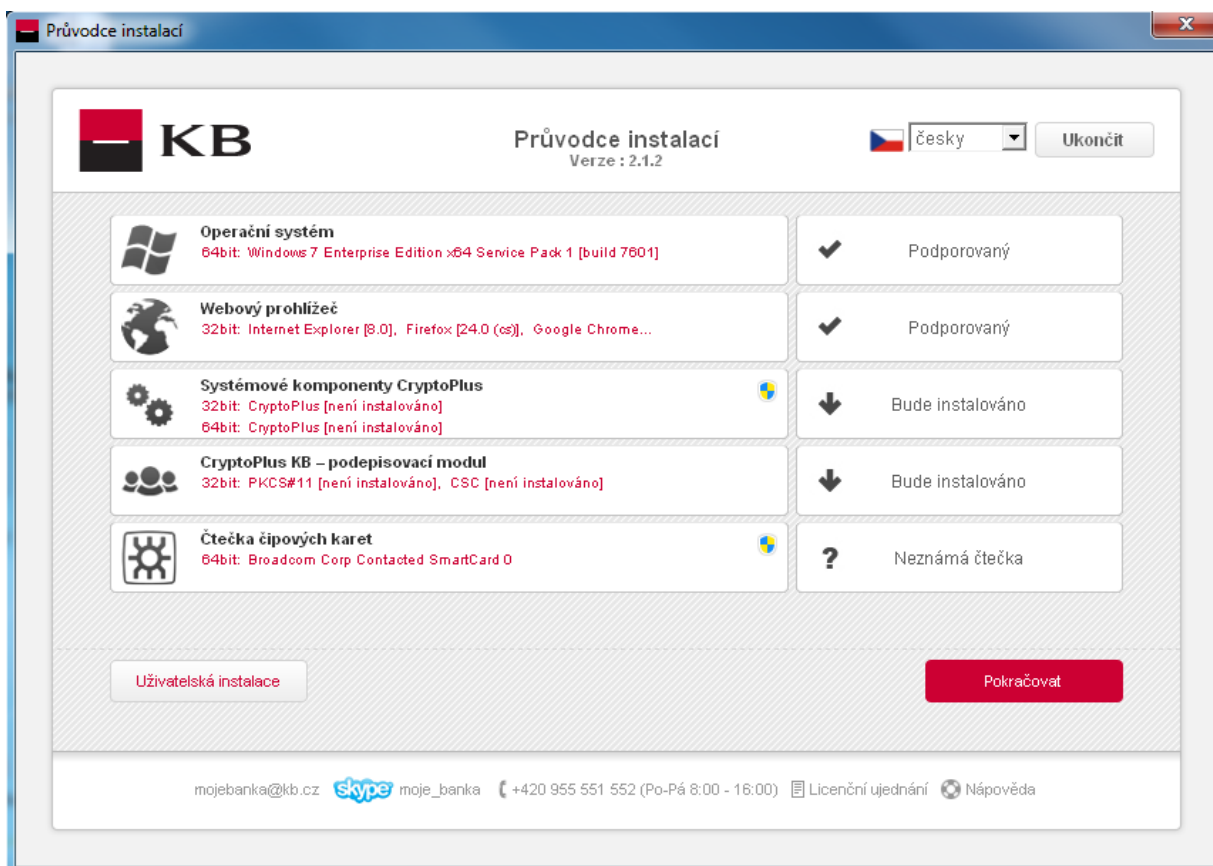 Průvodce instalací
x
KB
Průvodce instalací
Verze : 2.1.2
česky
Ukončit
Operační systém
64bit: Windows 7 Enterprise Edition x64 Service Pack 1 [build 7601]
Podporovaný
Webový prohlížeč
32bit: Internet Explorer [8.0], Firefox [24.0 (cs)], Google Chrome...
Podporovaný
Systémové komponenty CryptoPlus
32bit: CryptoPlus [není instalováno]
64bit: CryptoPlus [není instalováno]
Bude instalováno
CryptoPlus KB – podepisovací modul
32bit: PKCS#11 [není instalováno], CSC [není instalováno]
Bude instalováno
Čtečka čipových karet
64bit: Broadcom Corp Contacted SmartCard 0
? Neznámá čtečka
Uživatelská instalace
Pokračovat
mojebanka@kb.cz skype moje_banka +420 955 551 552 (Po-Pá 8:00 - 16:00) Licenční ujednání Nápověda